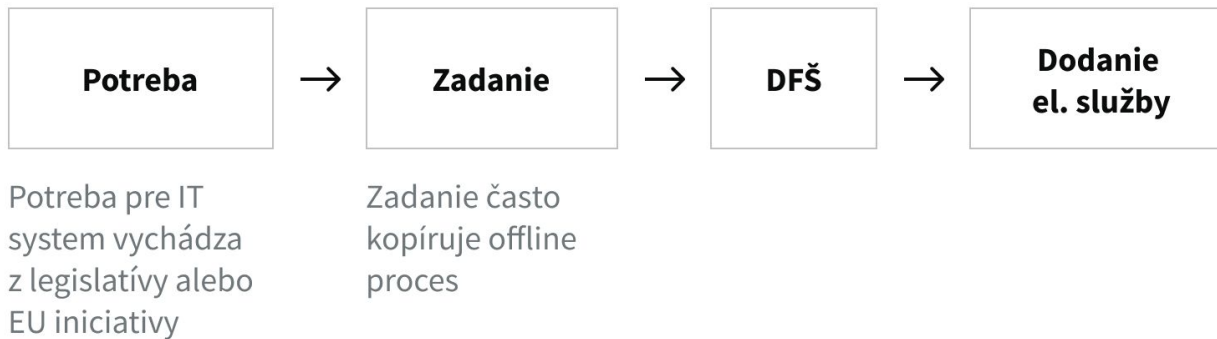 Potreba
Zadanie
DFŠ
Dodanie
el. služby
Potreba pre IT
system vychádza
z legislatívy alebo
EU iniciativy
Zadanie často
kopíruje offline
proces